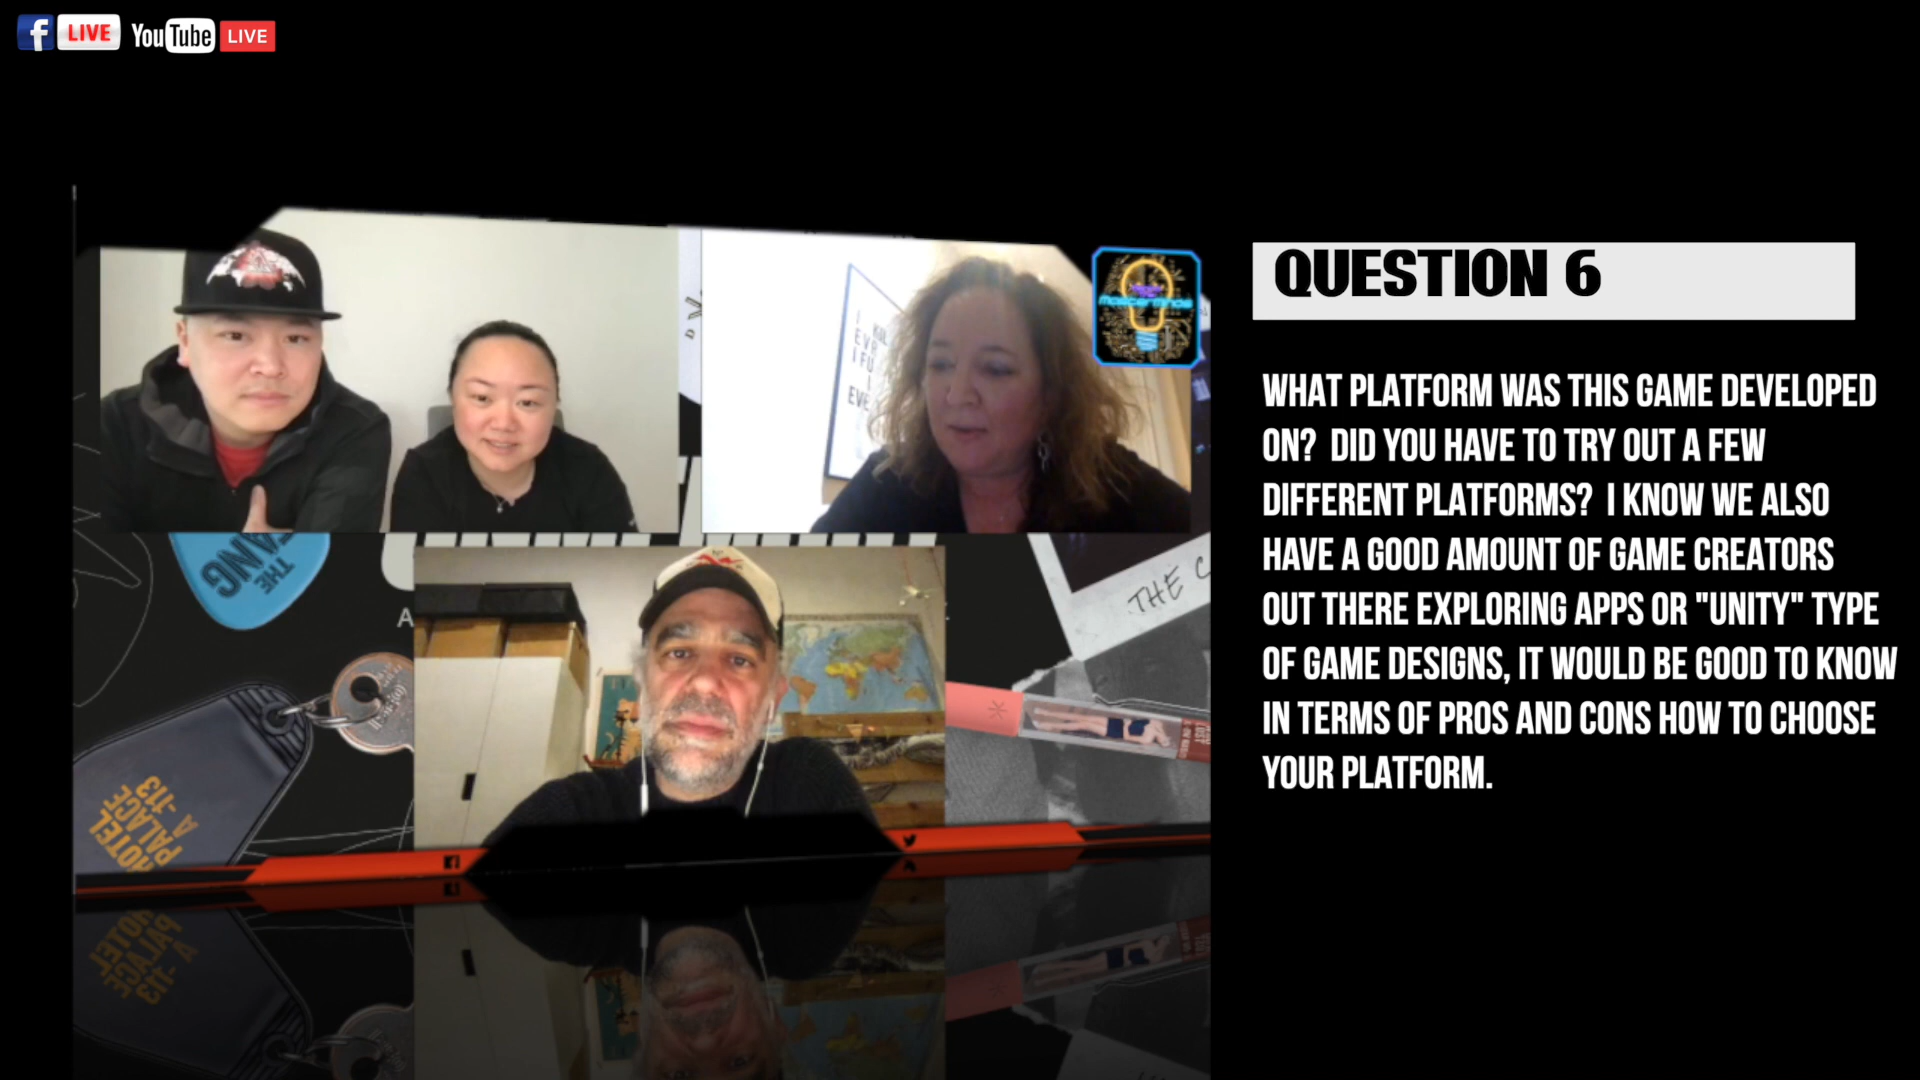 f LIVE YouTube LIVE
QUESTION 6
WHAT PLATFORM WAS THIS GAME DEVELOPED
ON? DID YOU HAVE TO TRY OUT A FEW
DIFFERENT PLATFORMS? I KNOW WE ALSO
HAVE A GOOD AMOUNT OF GAME CREATORS
OUT THERE EXPLORING APPS OR "UNITY" TYPE
OF GAME DESIGNS, IT WOULD BE GOOD TO KNOW
IN TERMS OF PROS AND CONS HOW TO CHOOSE
YOUR PLATFORM.
masterminds
THE
FANG
THE C
A
HOTEL
PALACE
A-113